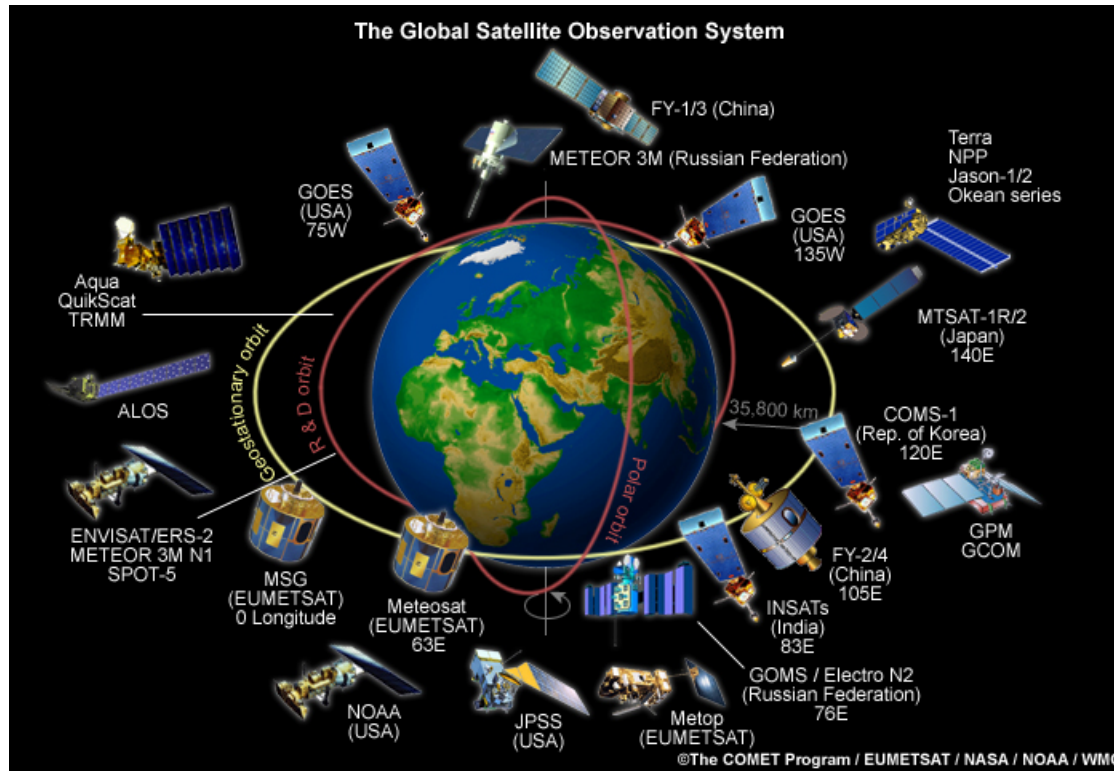 The Global Satellite Observation System
FY-1/3 (China)
METEOR 3M (Russian Federation)
Terra
NPP
Jason-1/2
Okean series
GOES
(USA)
75W
GOES
(USA)
135W
Aqua
QuikScat
TRMM
MTSAT-1R/2
(Japan)
140E
ALOS
Geostationary orbit
R & D orbit
Polar orbit
35,800 km
COMS-1
(Rep. of Korea)
120E
GPM
GCOM
ENVISAT/ERS-2
METEOR 3M N1
SPOT-5
MSG
(EUMETSAT)
0 Longitude
Meteosat
(EUMETSAT)
63E
FY-2/4
(China)
105E
INSATs
(India)
83E
GOMS / Electro N2
(Russian Federation)
76E
NOAA
(USA)
JPSS
(USA)
Metop
(EUMETSAT)
©The COMET Program / EUMETSAT / NASA / NOAA / WMO